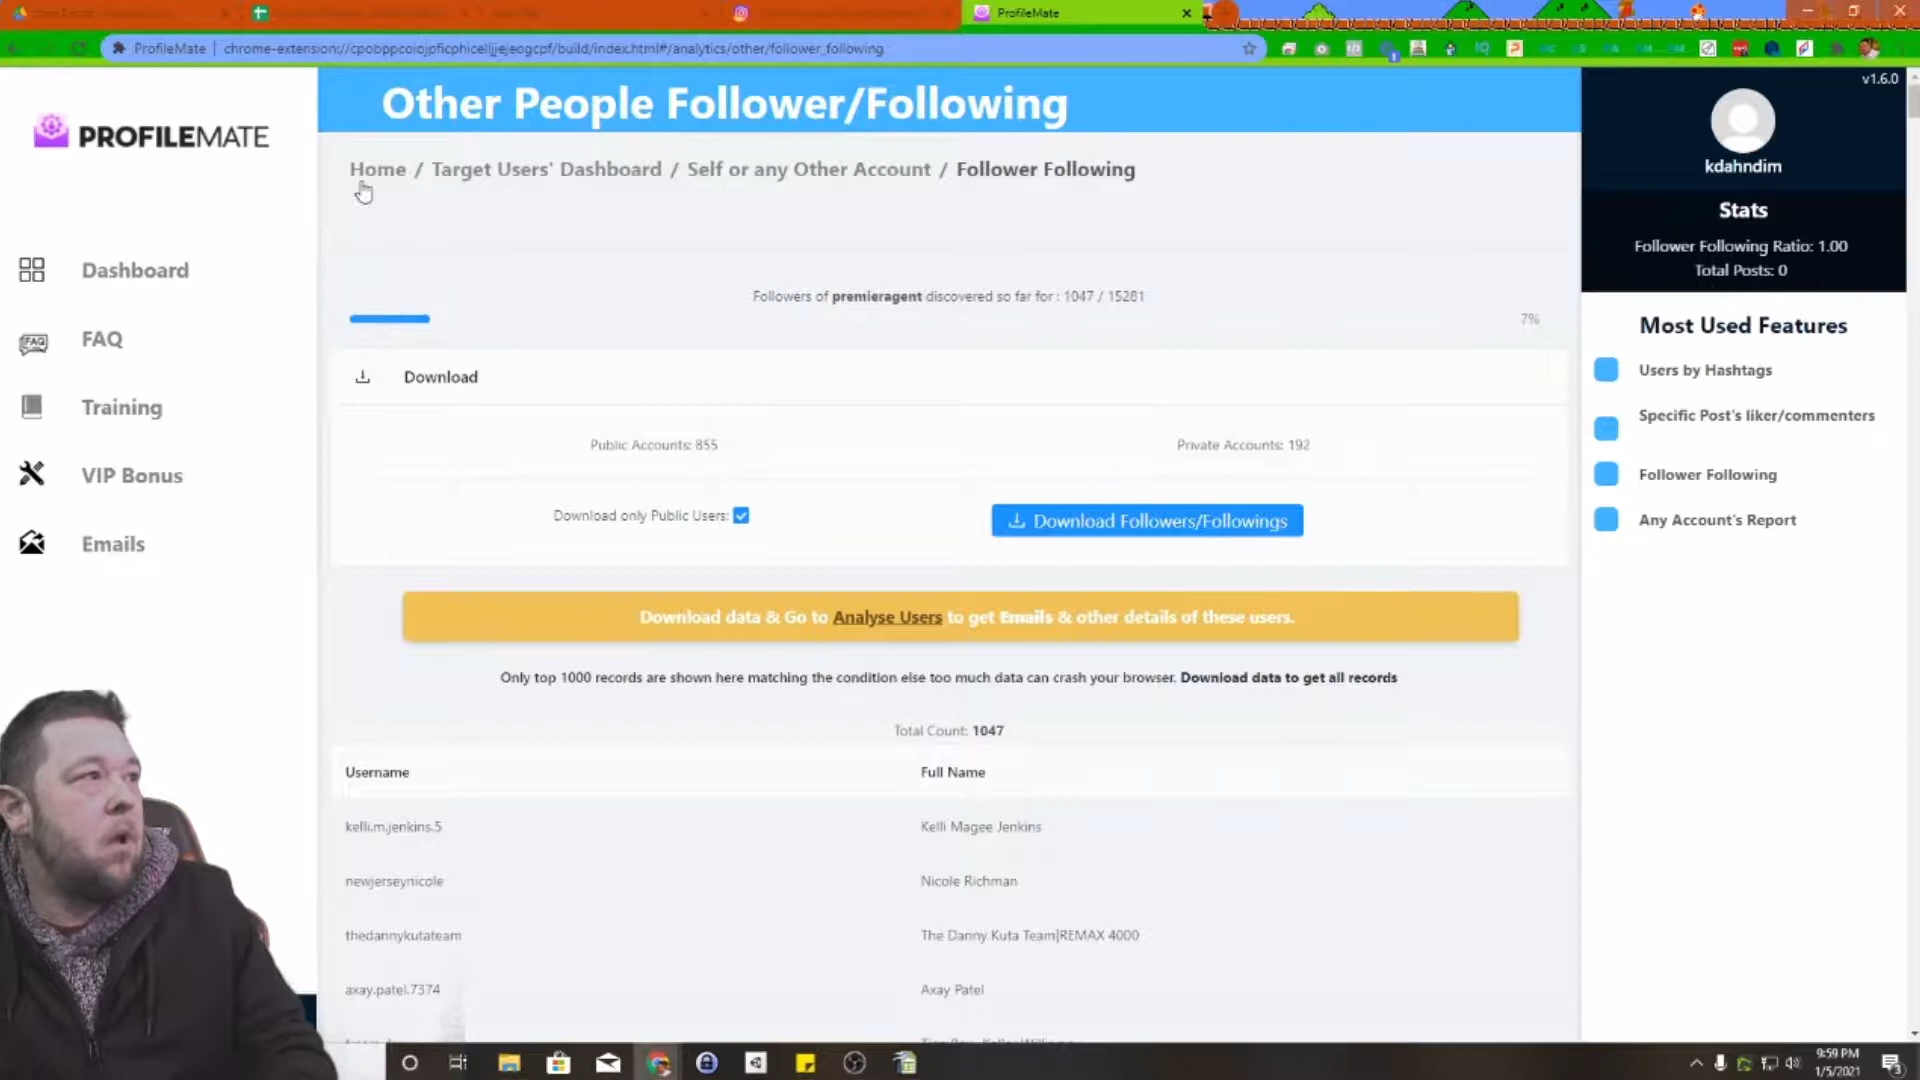 ProfileMate
ProfileMate | chrome-extension://cpobppcoiojpficphicelljjejeogcpf/build/index.html#/analytics/other/follower_following
PROFILEMATE
Dashboard
FAQ
FAQ
Training
VIP Bonus
Emails
Other People Follower/Following
Home / Target Users' Dashboard / Self or any Other Account / Follower Following
Followers of premieragent discovered so far for : 1047 / 15281
7%
Download
Public Accounts: 855
Private Accounts: 192
Download only Public Users:
Download Followers/Followings
Download data & Go to Analyse Users to get Emails & other details of these users.
Only top 1000 records are shown here matching the condition else too much data can crash your browser. Download data to get all records
Total Count: 1047
Username Full Name
kelli.m.jenkins.5 Kelli Magee Jenkins
newjerseynicole Nicole Richman
thedannykutateam The Danny Kuta Team|REMAX 4000
axay.patel.7374 Axay Patel
v1.6.0
kdahndim
Stats
Follower Following Ratio: 1.00
Total Posts: 0
Most Used Features
Users by Hashtags
Specific Post's liker/commenters
Follower Following
Any Account's Report
9:59 PM
1/5/2021
3